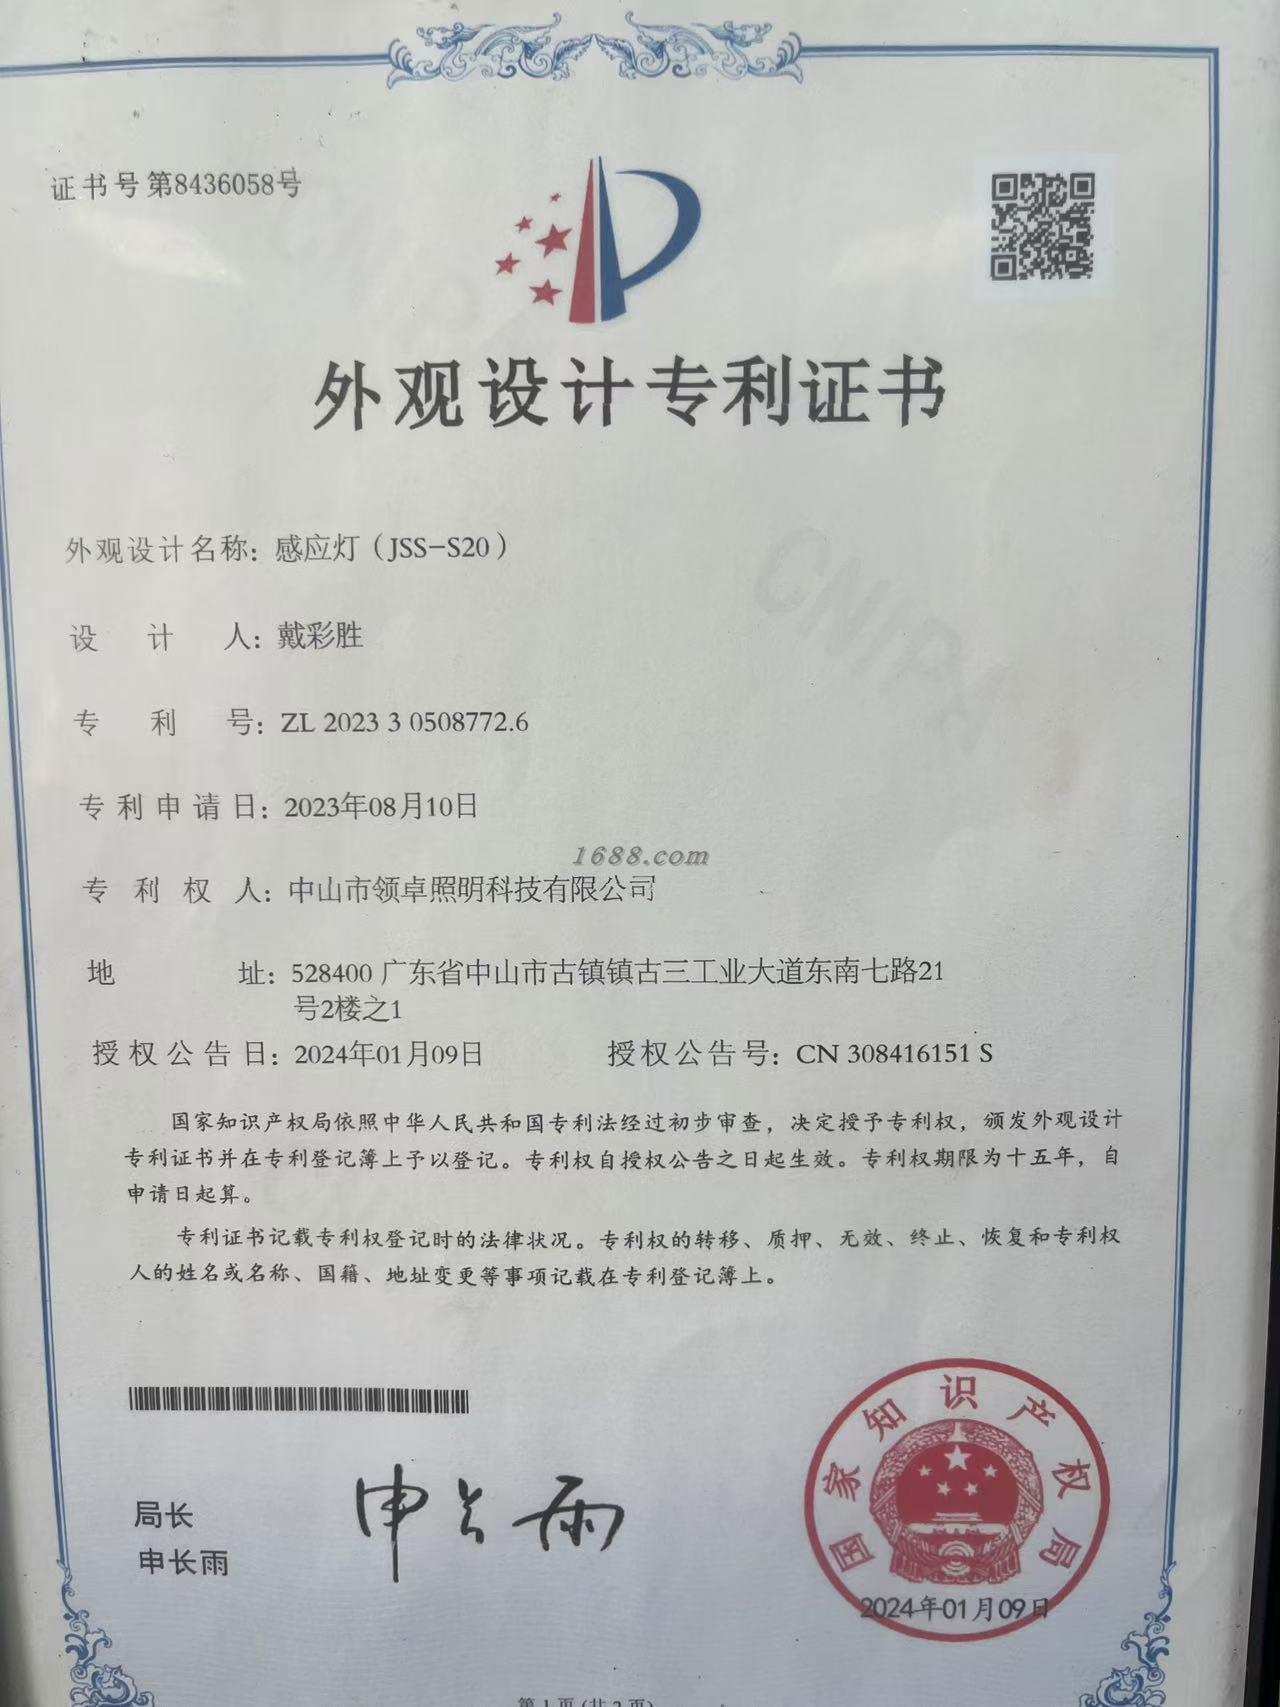 证书号第8436058号
外观设计专利证书
外观设计名称：感应灯（JSS-S20）
设计人：戴彩胜
专利号：ZL 2023 3 0508772.6
专利申请日：2023年08月10日
1688.com
专利权人：中山市领卓照明科技有限公司
地址：528400 广东省中山市古镇镇古三工业大道东南七路21
号2楼之1
授权公告日：2024年01月09日 授权公告号：CN 308416151 S
国家知识产权局依照中华人民共和国专利法经过初步审查，决定授予专利权，颁发外观设计
专利证书并在专利登记簿上予以登记。专利权自授权公告之日起生效。专利权期限为十五年，自
申请日起算。
专利证书记载专利权登记时的法律状况。专利权的转移、质押、无效、终止、恢复和专利权
人的姓名或名称、国籍、地址变更等事项记载在专利登记簿上。
局长
申长雨
申长雨
国家知识产权局
2024年01月09日
第 1 页 (共 2 页)
CNIPA